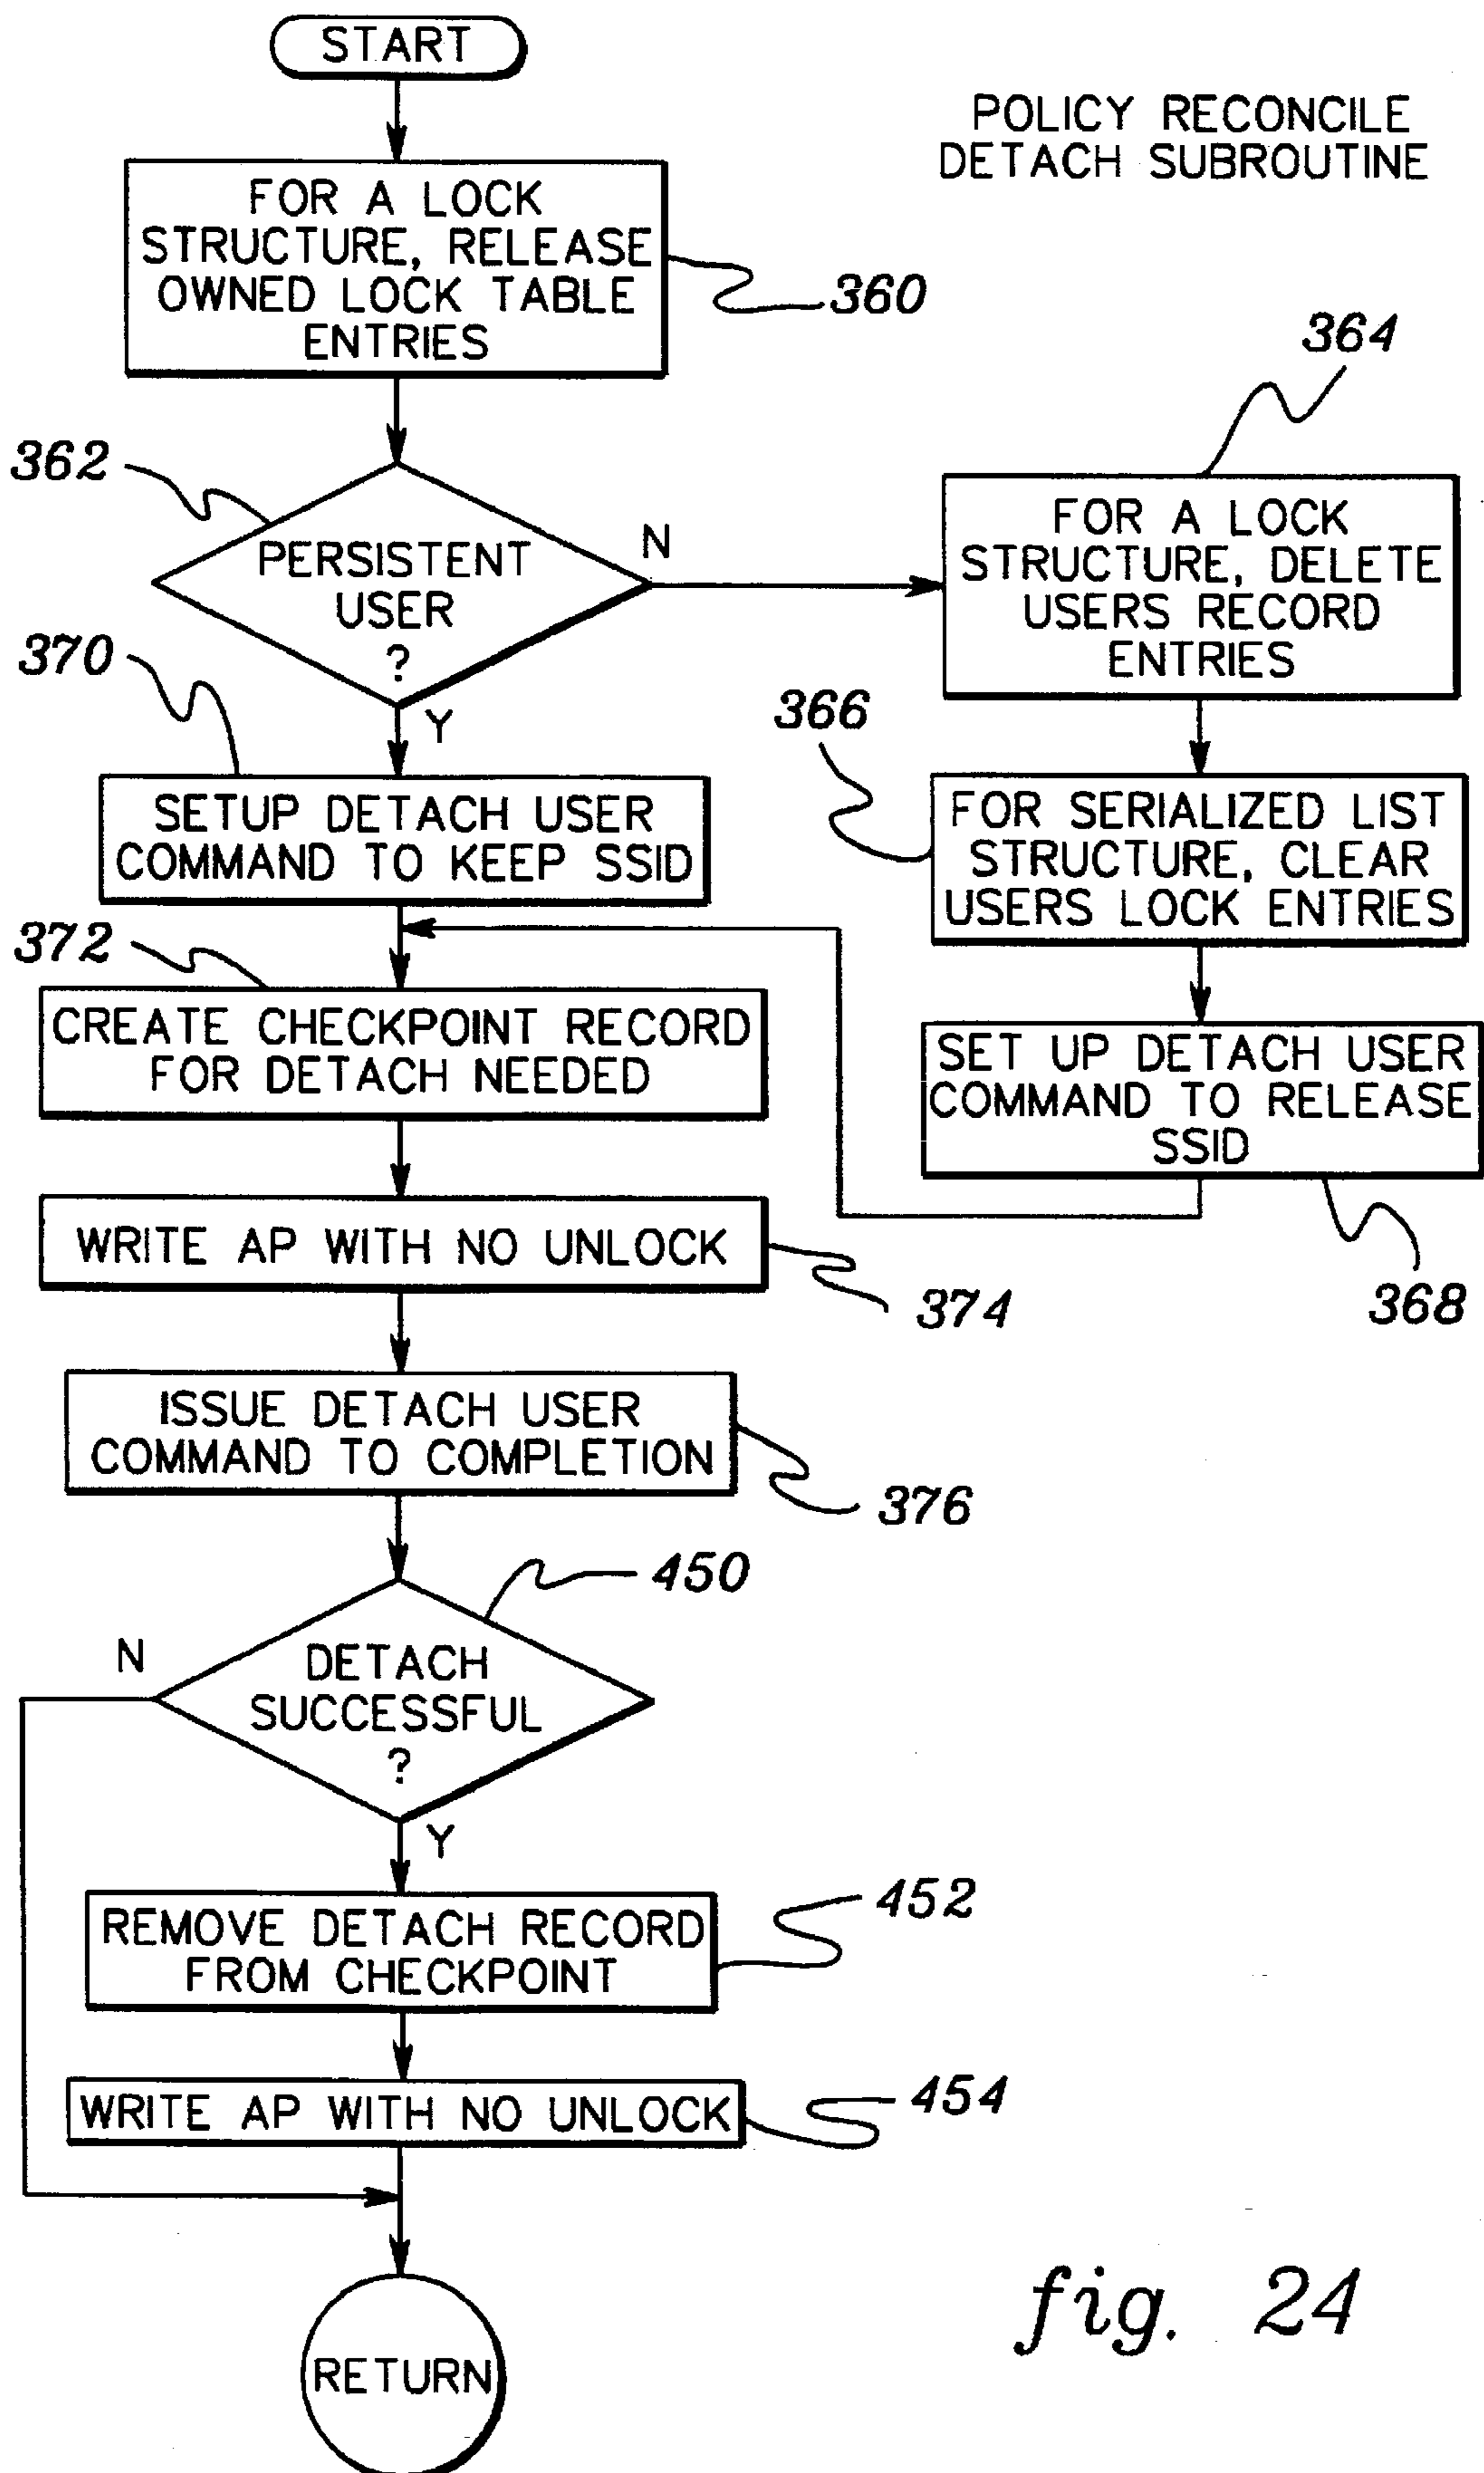 START
POLICY RECONCILE
DETACH SUBROUTINE
FOR A LOCK
STRUCTURE, RELEASE
OWNED LOCK TABLE
ENTRIES
360
362
PERSISTENT
USER
?
N
Y
364
FOR A LOCK
STRUCTURE, DELETE
USERS RECORD
ENTRIES
366
FOR SERIALIZED LIST
STRUCTURE, CLEAR
USERS LOCK ENTRIES
SET UP DETACH USER
COMMAND TO RELEASE
SSID
368
370
SETUP DETACH USER
COMMAND TO KEEP SSID
372
CREATE CHECKPOINT RECORD
FOR DETACH NEEDED
WRITE AP WITH NO UNLOCK
374
ISSUE DETACH USER
COMMAND TO COMPLETION
376
450
DETACH
SUCCESSFUL
?
N
Y
REMOVE DETACH RECORD
FROM CHECKPOINT
452
WRITE AP WITH NO UNLOCK
454
RETURN
fig. 24